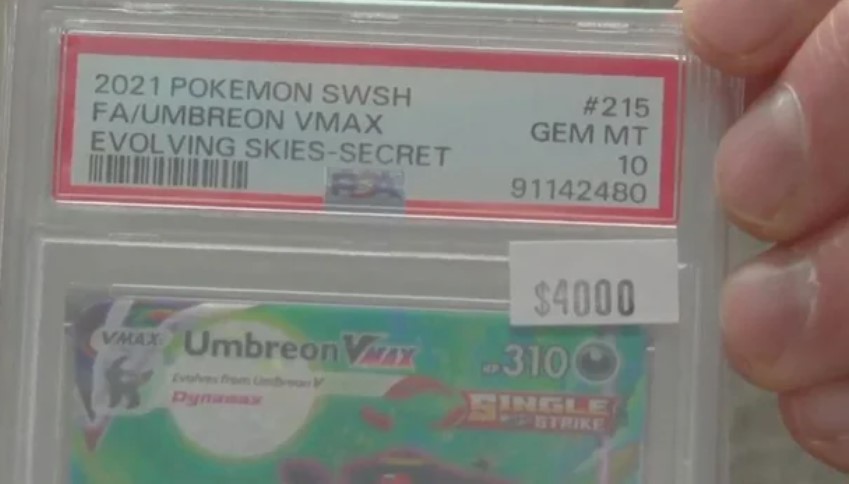 2021 POKEMON SWSH #215
FA/UMBREON VMAX GEM MT
EVOLVING SKIES-SECRET 10
PSA 91142480
$4000
VMAX Umbreon VMAX HP 310
Evolves from Umbreon V
Dynamax
SINGLE
STRIKE